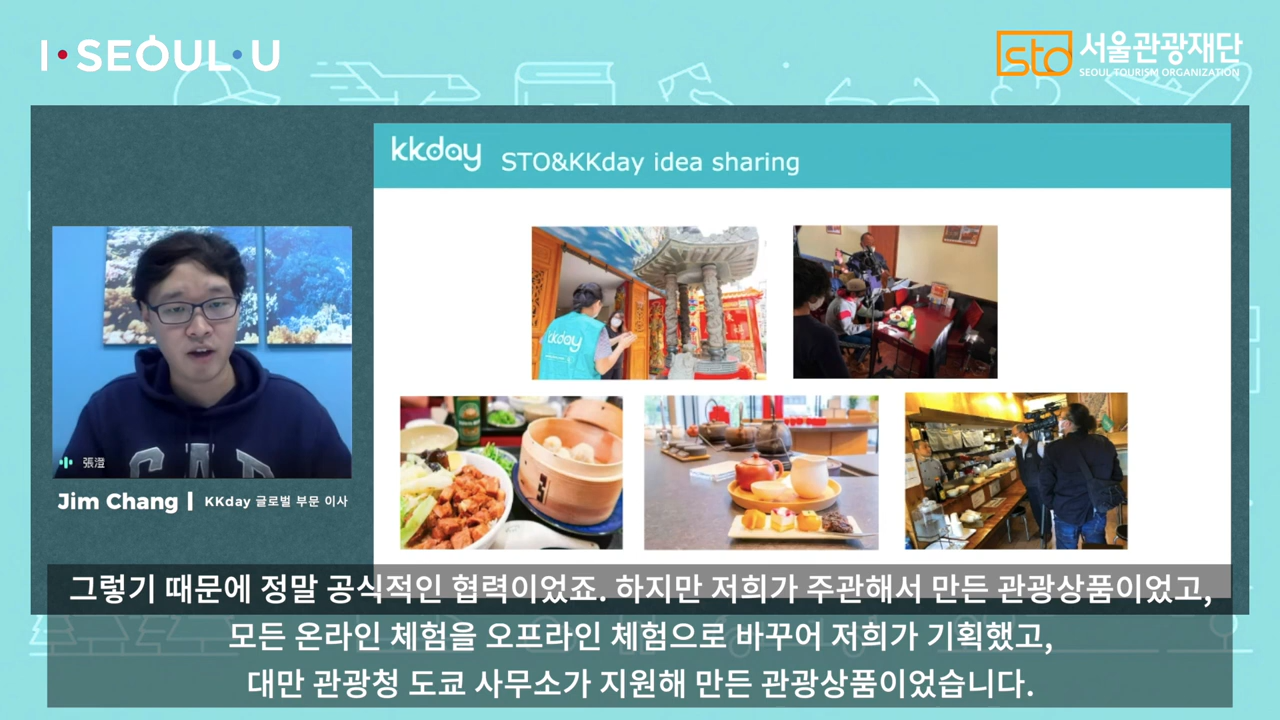 I·SEOUL·U
sto 서울관광재단
SEOUL TOURISM ORGANIZATION
kkday STO&KKday idea sharing
kkday
GAP
張澄
Jim Chang | KKday 글로벌 부문 이사
그렇기 때문에 정말 공식적인 협력이었죠. 하지만 저희가 주관해서 만든 관광상품이었고,
모든 온라인 체험을 오프라인 체험으로 바꾸어 저희가 기획했고,
대만 관광청 도쿄 사무소가 지원해 만든 관광상품이었습니다.